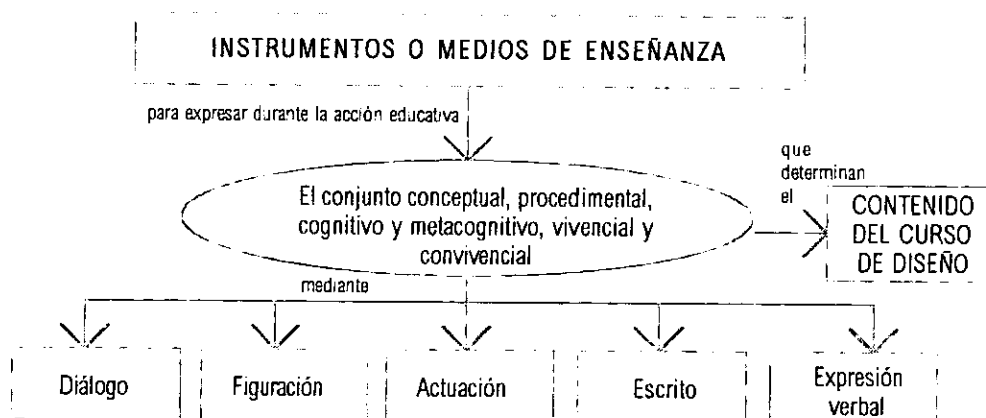 INSTRUMENTOS O MEDIOS DE ENSEÑANZA
para expresar durante la acción educativa
El conjunto conceptual, procedimental,
cognitivo y metacognitivo, vivencial y
convivencial
que
determinan
el
CONTENIDO
DEL CURSO
DE DISEÑO
mediante
Diálogo
Figuración
Actuación
Escrito
Expresión
verbal